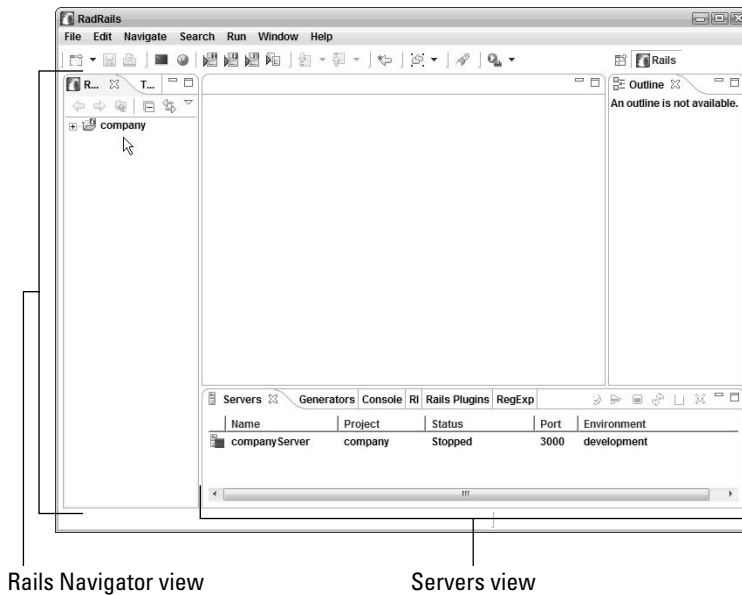 RadRails
File Edit Navigate Search Run Window Help
Rails
R... T...
Outline
An outline is not available.
company
Servers Generators Console RI Rails Plugins RegExp
Name Project Status Port Environment
companyServer company Stopped 3000 development
Rails Navigator view Servers view